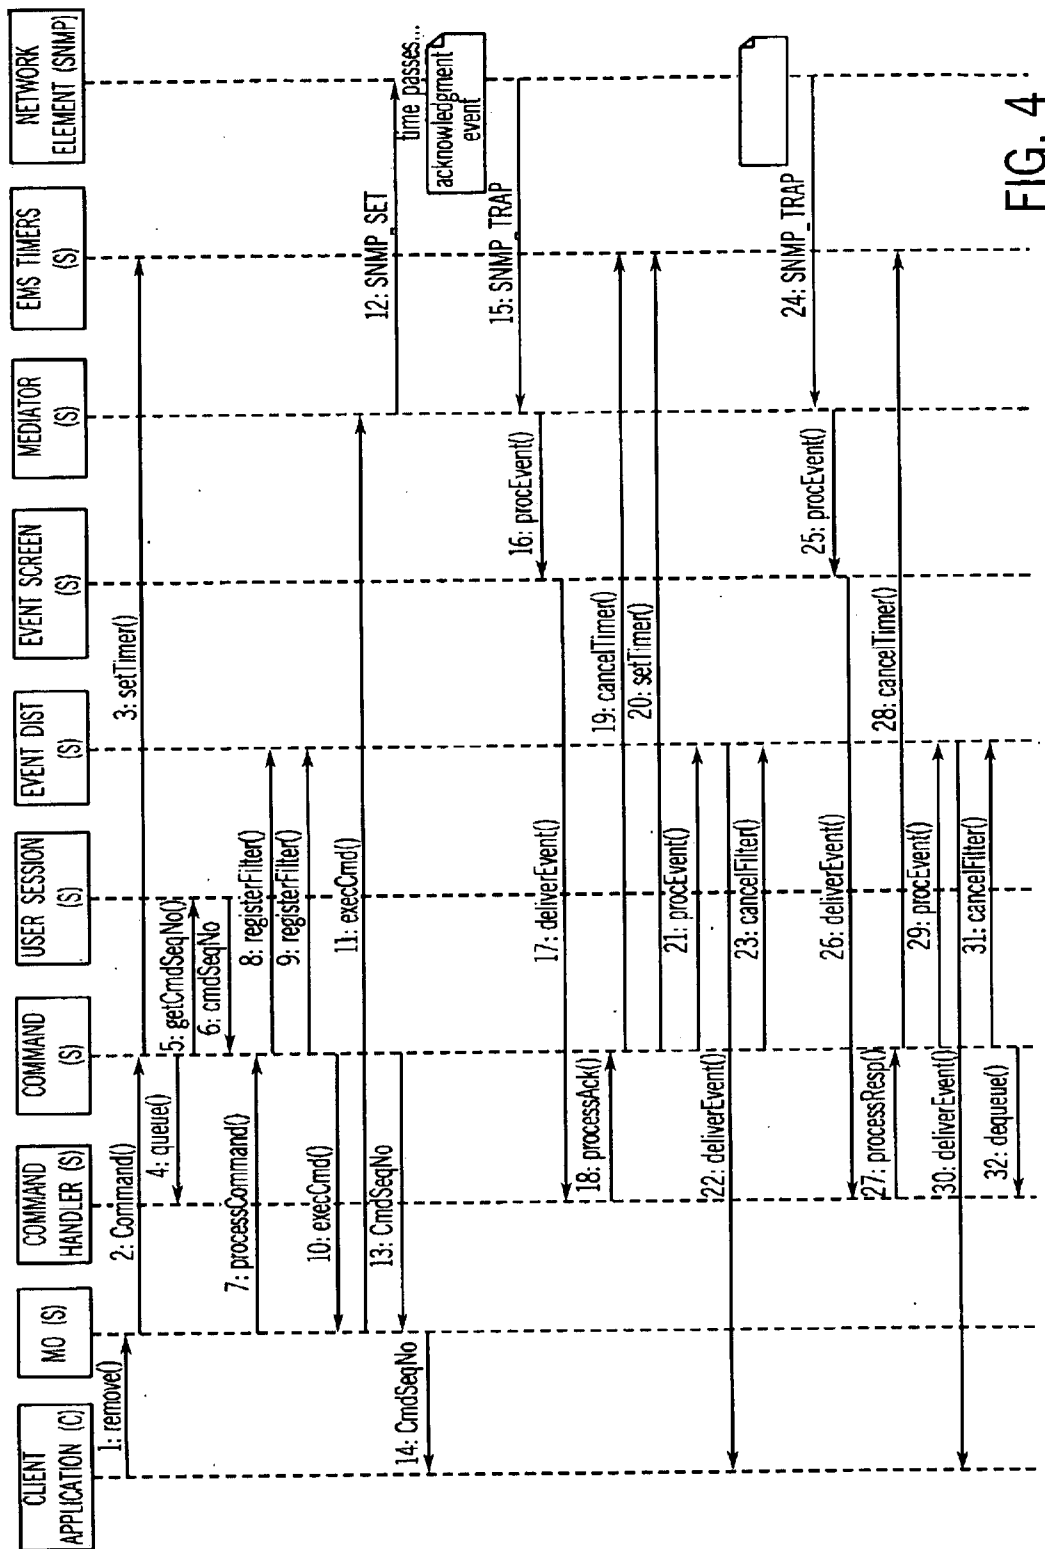 CLIENT
APPLICATION (C)
MO (S)
COMMAND
HANDLER (S)
COMMAND
(S)
USER SESSION
(S)
EVENT DIST
(S)
EVENT SCREEN
(S)
MEDIATOR
(S)
EMS TIMERS
(S)
NETWORK
ELEMENT (SNMP)
1: remove()
2: Command()
3: setTimer()
4: queue()
5: getCmdSeqNo()
6: cmdSeqNo
7: processCommand()
8: registerFilter()
9: registerFilter()
10: execCmd()
11: execCmd()
12: SNMP_SET
13: CmdSeqNo
14: CmdSeqNo
time passes...
acknowledgment
event
15: SNMP_TRAP
16: procEvent()
17: deliverEvent()
18: processAck()
19: cancelTimer()
20: setTimer()
21: procEvent()
22: deliverEvent()
23: cancelFilter()
24: SNMP_TRAP
25: procEvent()
26: deliverEvent()
27: processResp()
28: cancelTimer()
29: procEvent()
30: deliverEvent()
31: cancelFilter()
32: dequeue()
FIG. 4